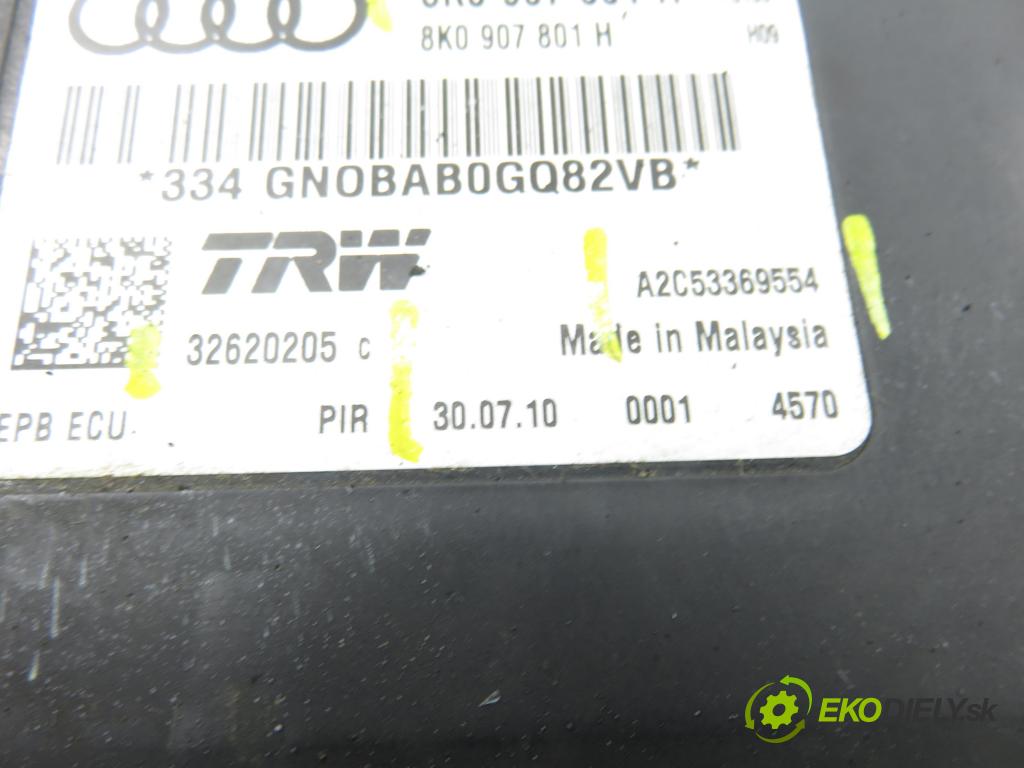 8K0 907 801 H
H09
*334 GN0BAB0GQ82VB*
TRW
A2C53369554
32620205 c
Made in Malaysia
EPB ECU
PIR
30.07.10
0001
4570
EKODIELY.sk